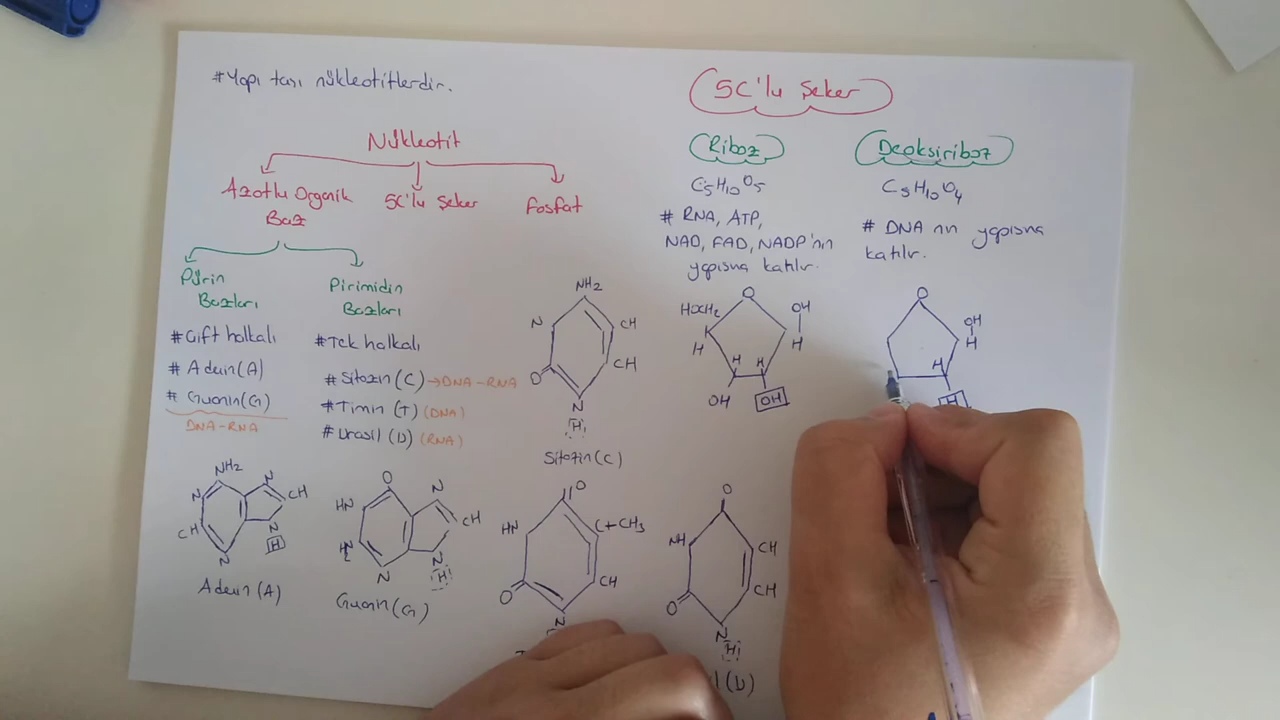 #Yapı taşı nükleotitlerdir.
Nükleotit
Azotlu Organik
Baz
5C'lu Şeker
Fosfat
Pürin
Bazları
#Çift halkalı
# Adenin(A)
# Guanin(G)
DNA-RNA
Pirimidin
Bazları
#Tek halkalı
#Sitozin(C) →DNA-RNA
#Timin (T) (DNA)
#Urasil (U) (RNA)
NH2
N
CH
CH
O
N
H
Sitozin(C)
NH2
N
N
CH
CH
N
N
H
Adenin(A)
O
HN
N
CH
N
N
H
Guanin(G)
O
HN
C+CH3
CH
O
N
O
NH
CH
CH
O
N
H
l(U)
5C'lu Şeker
Riboz
C5H10O5
# RNA, ATP,
NAD, FAD, NADP'nın
yapısına katılır.
O
HOCH2
OH
H
H
H
H
OH
OH
Deoksiriboz
C5H10O4
# DNA nın yapısına
katılır.
O
OH
H
H
H